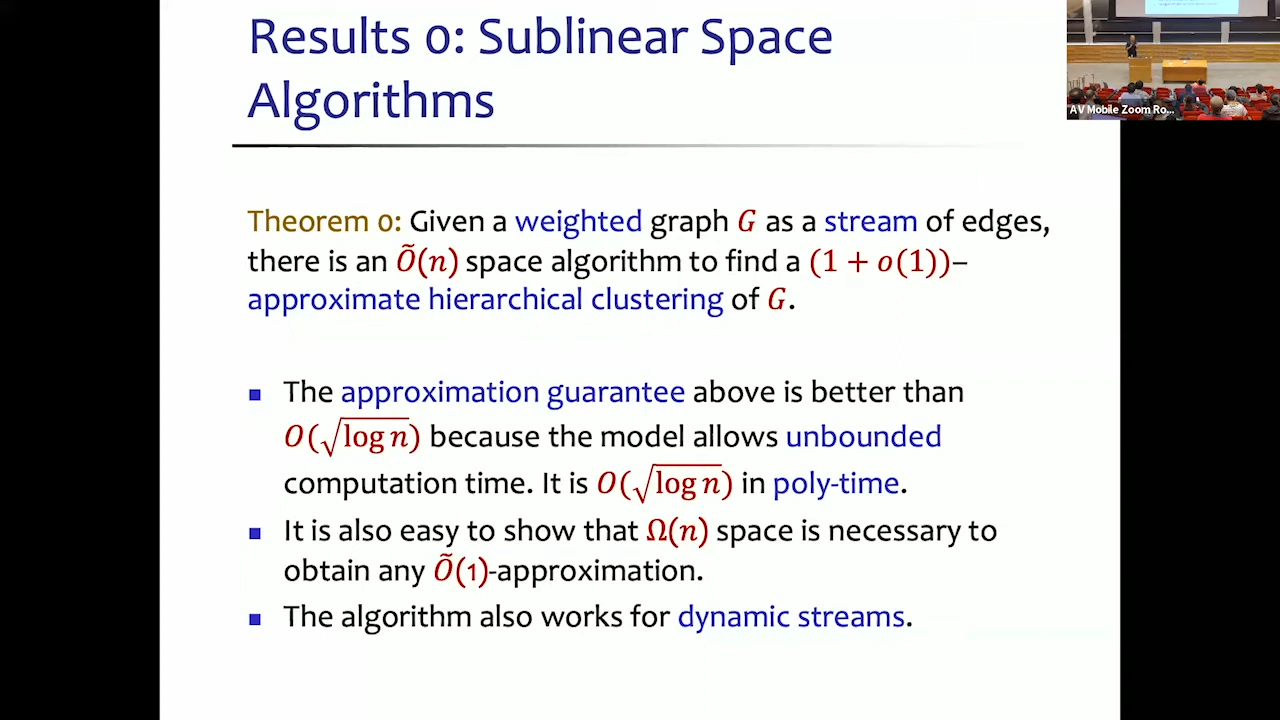 Results 0: Sublinear Space
Algorithms
AV Mobile Zoom Ro...
Theorem 0: Given a weighted graph G as a stream of edges,
there is an Õ(n) space algorithm to find a (1 + o(1))–
approximate hierarchical clustering of G.
▪ The approximation guarantee above is better than
O(√log n) because the model allows unbounded
computation time. It is O(√log n) in poly-time.
▪ It is also easy to show that Ω(n) space is necessary to
obtain any Õ(1)-approximation.
▪ The algorithm also works for dynamic streams.